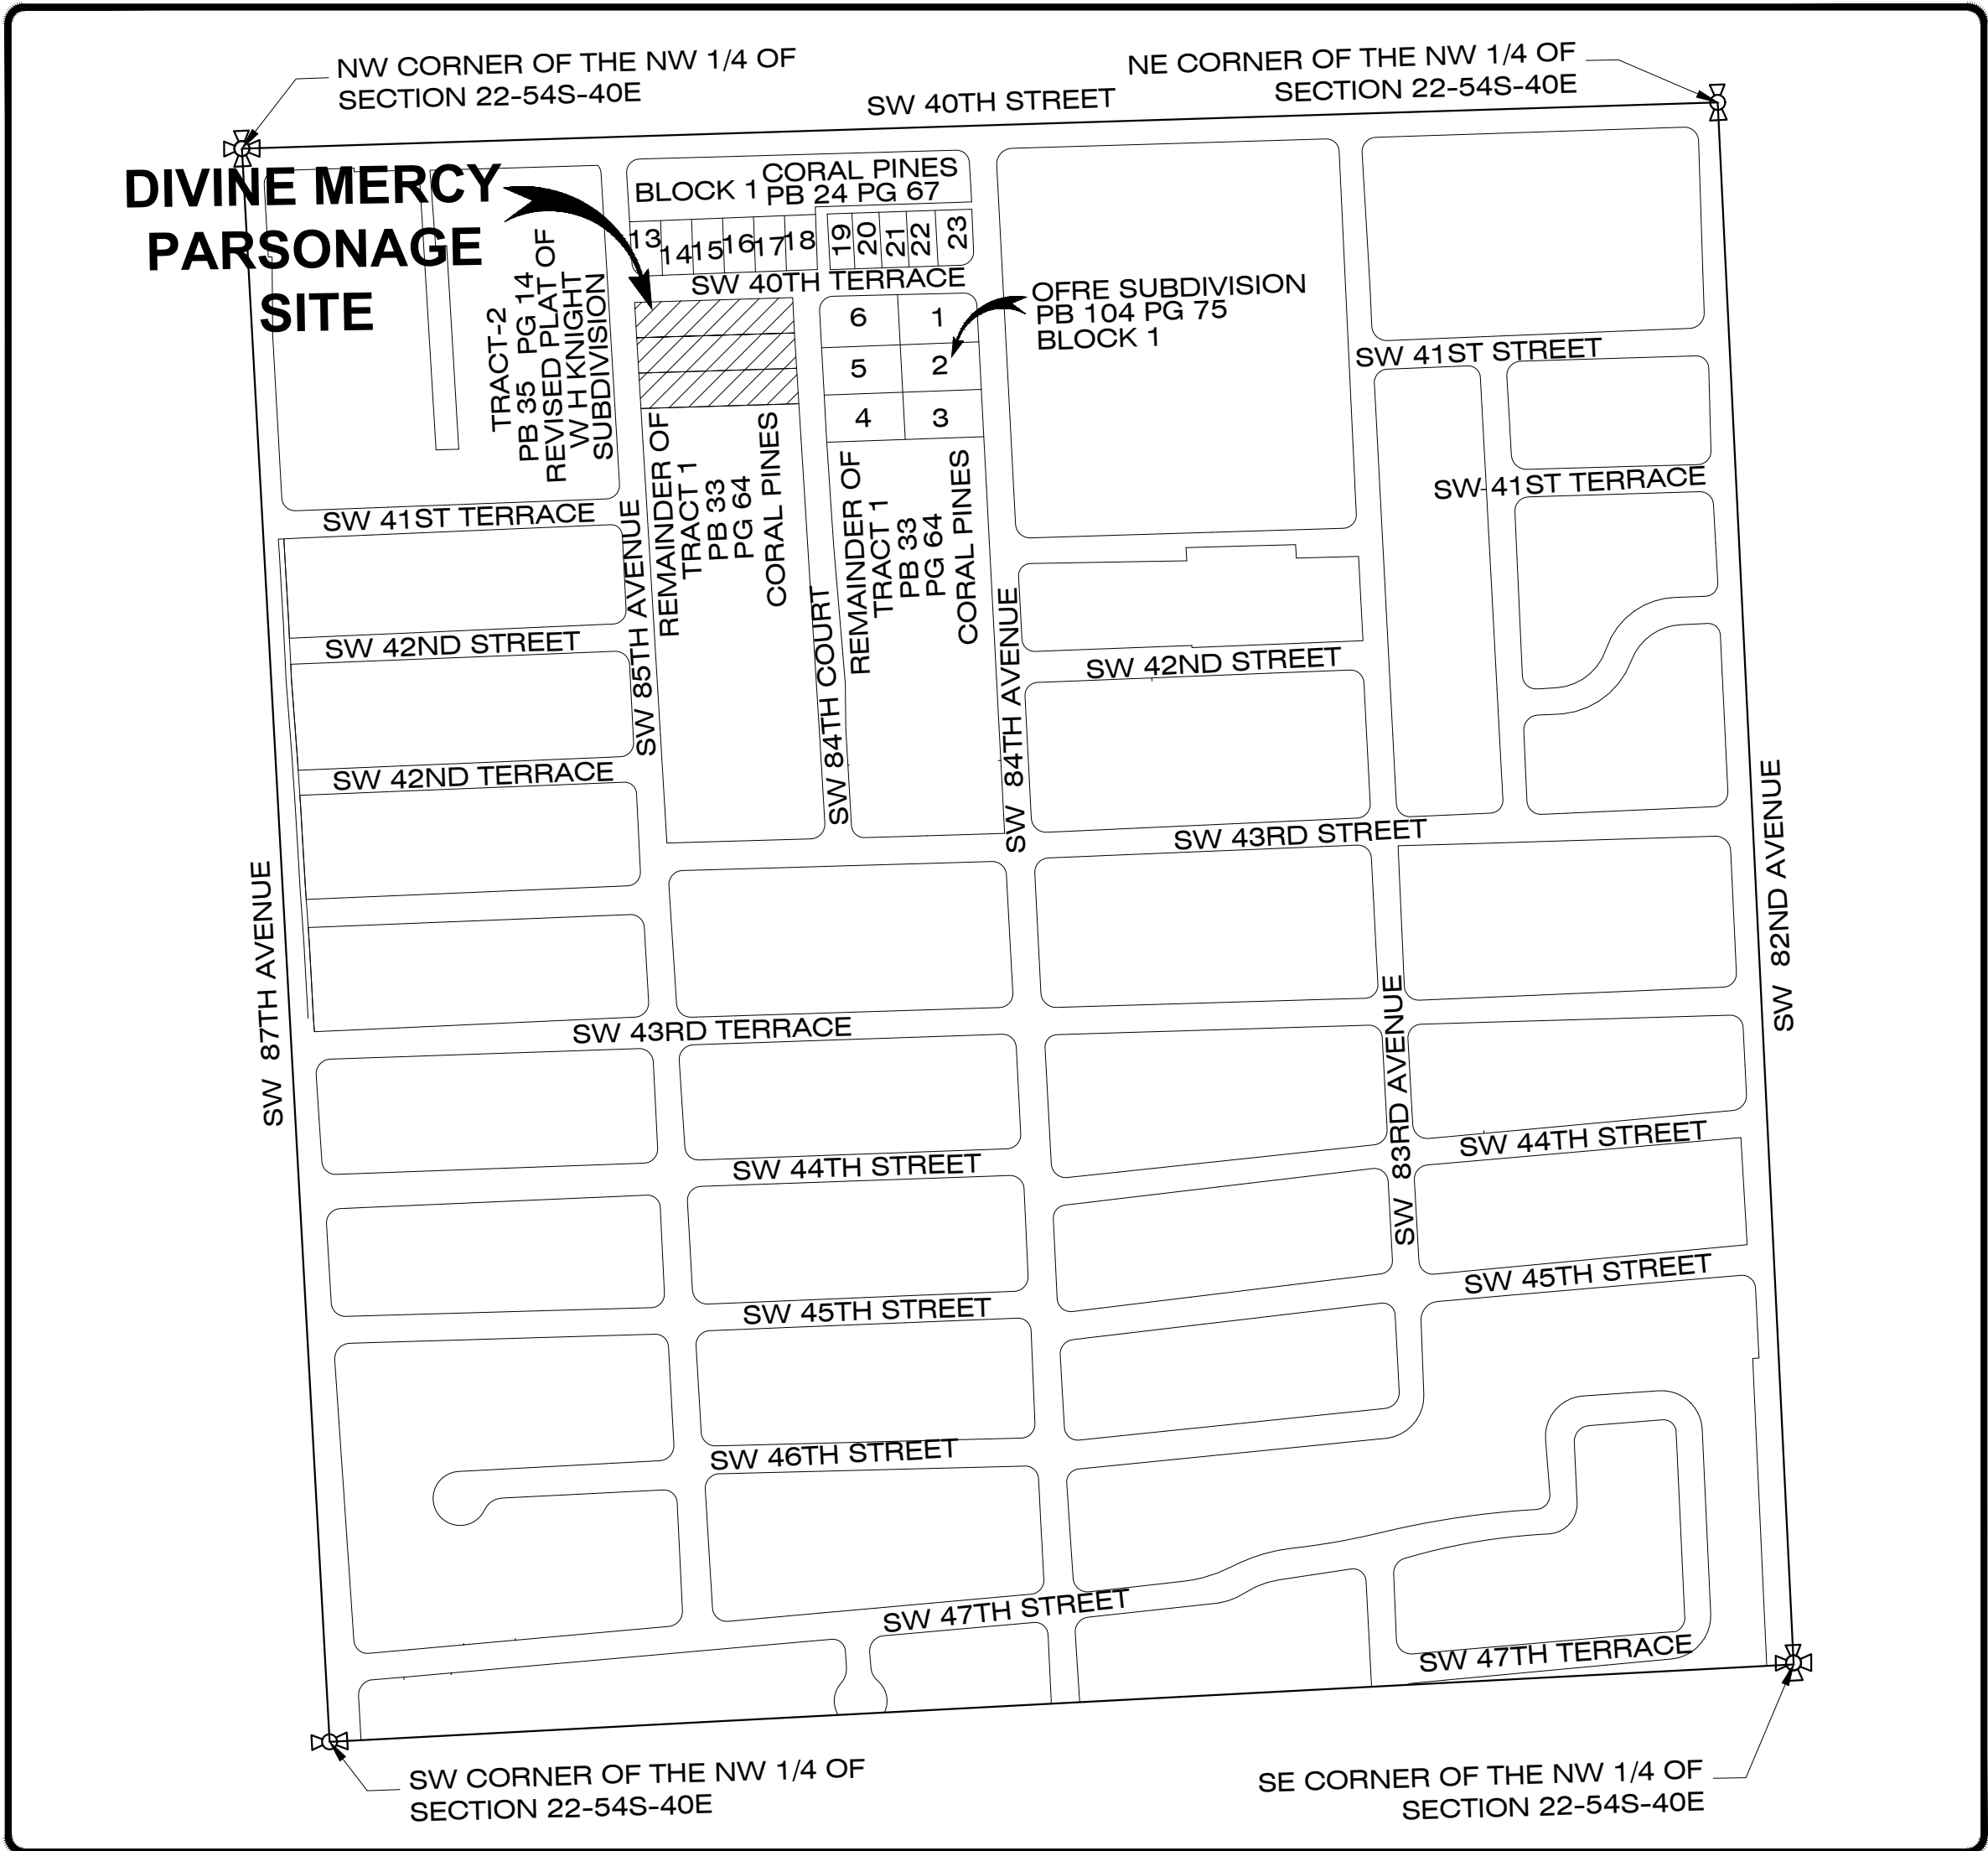 NW CORNER OF THE NW 1/4 OF
SECTION 22-54S-40E
SW 40TH STREET
NE CORNER OF THE NW 1/4 OF
SECTION 22-54S-40E
DIVINE MERCY
PARSONAGE
SITE
TRACT-2
PB 35 PG 14
REVISED PLAT OF
W H KNIGHT
SUBDIVISION
BLOCK 1
CORAL PINES
PB 24 PG 67
13
14
15
16
17
18
19
20
21
22
23
SW 40TH TERRACE
6
1
5
2
4
3
OFRE SUBDIVISION
PB 104 PG 75
BLOCK 1
SW 41ST STREET
SW 41ST TERRACE
SW 41ST TERRACE
REMAINDER OF
TRACT 1
PB 33
PG 64
CORAL PINES
REMAINDER OF
TRACT 1
PB 33
PG 64
CORAL PINES
SW 85TH AVENUE
SW 84TH COURT
SW 84TH AVENUE
SW 42ND STREET
SW 42ND STREET
SW 42ND TERRACE
SW 43RD STREET
SW 87TH AVENUE
SW 82ND AVENUE
SW 43RD TERRACE
SW 83RD AVENUE
SW 44TH STREET
SW 44TH STREET
SW 45TH STREET
SW 45TH STREET
SW 46TH STREET
SW 47TH STREET
SW 47TH TERRACE
SW CORNER OF THE NW 1/4 OF
SECTION 22-54S-40E
SE CORNER OF THE NW 1/4 OF
SECTION 22-54S-40E